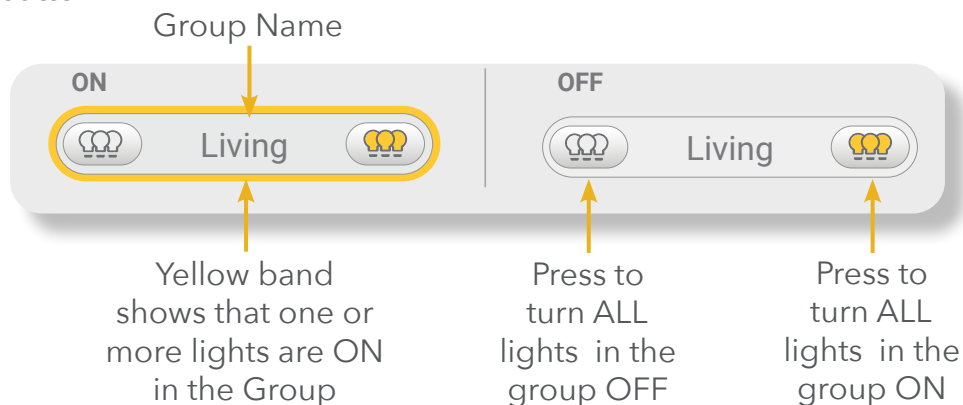 Group Name
ON
OFF
Living
Living
Yellow band
shows that one or
more lights are ON
in the Group
Press to
turn ALL
lights in the
group OFF
Press to
turn ALL
lights in the
group ON